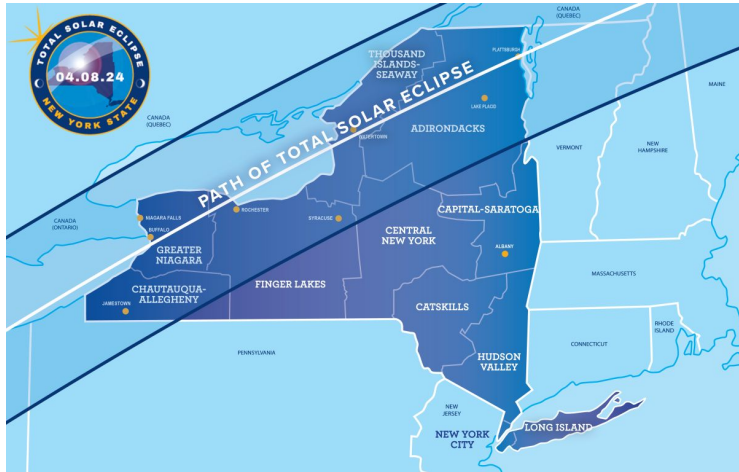 TOTAL SOLAR ECLIPSE
04.08.24
NEW YORK STATE
CANADA
(QUEBEC)
CANADA
(QUEBEC)
CANADA
(ONTARIO)
THOUSAND
ISLANDS-
SEAWAY
PLATTSBURGH
LAKE PLACID
MAINE
PATH OF TOTAL SOLAR ECLIPSE
WATERTOWN
ADIRONDACKS
VERMONT
NEW
HAMPSHIRE
NIAGARA FALLS
BUFFALO
ROCHESTER
SYRACUSE
GREATER
NIAGARA
CAPITAL-SARATOGA
CENTRAL
NEW YORK
ALBANY
CHAUTAUQUA-
ALLEGHENY
JAMESTOWN
FINGER LAKES
MASSACHUSETTS
CATSKILLS
PENNSYLVANIA
HUDSON
VALLEY
CONNECTICUT
RHODE
ISLAND
NEW
JERSEY
NEW YORK
CITY
LONG ISLAND